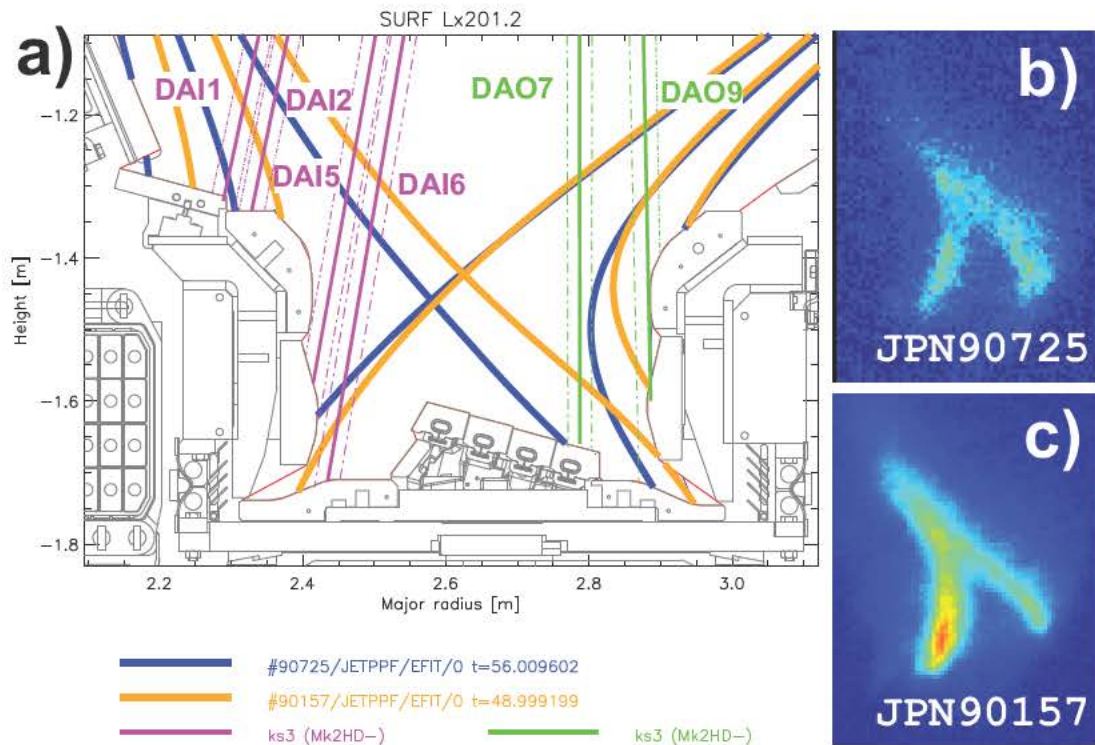 SURF Lx201.2
a)
DAI1
DAI2
DAI5
DAI6
DAO7
DAO9
-1.2
-1.4
-1.6
-1.8
Height [m]
2.2 2.4 2.6 2.8 3.0
Major radius [m]
#90725/JETPPF/EFIT/0 t=56.009602
#90157/JETPPF/EFIT/0 t=48.999199
ks3 (Mk2HD-) ks3 (Mk2HD-)
b)
JPN90725
c)
JPN90157